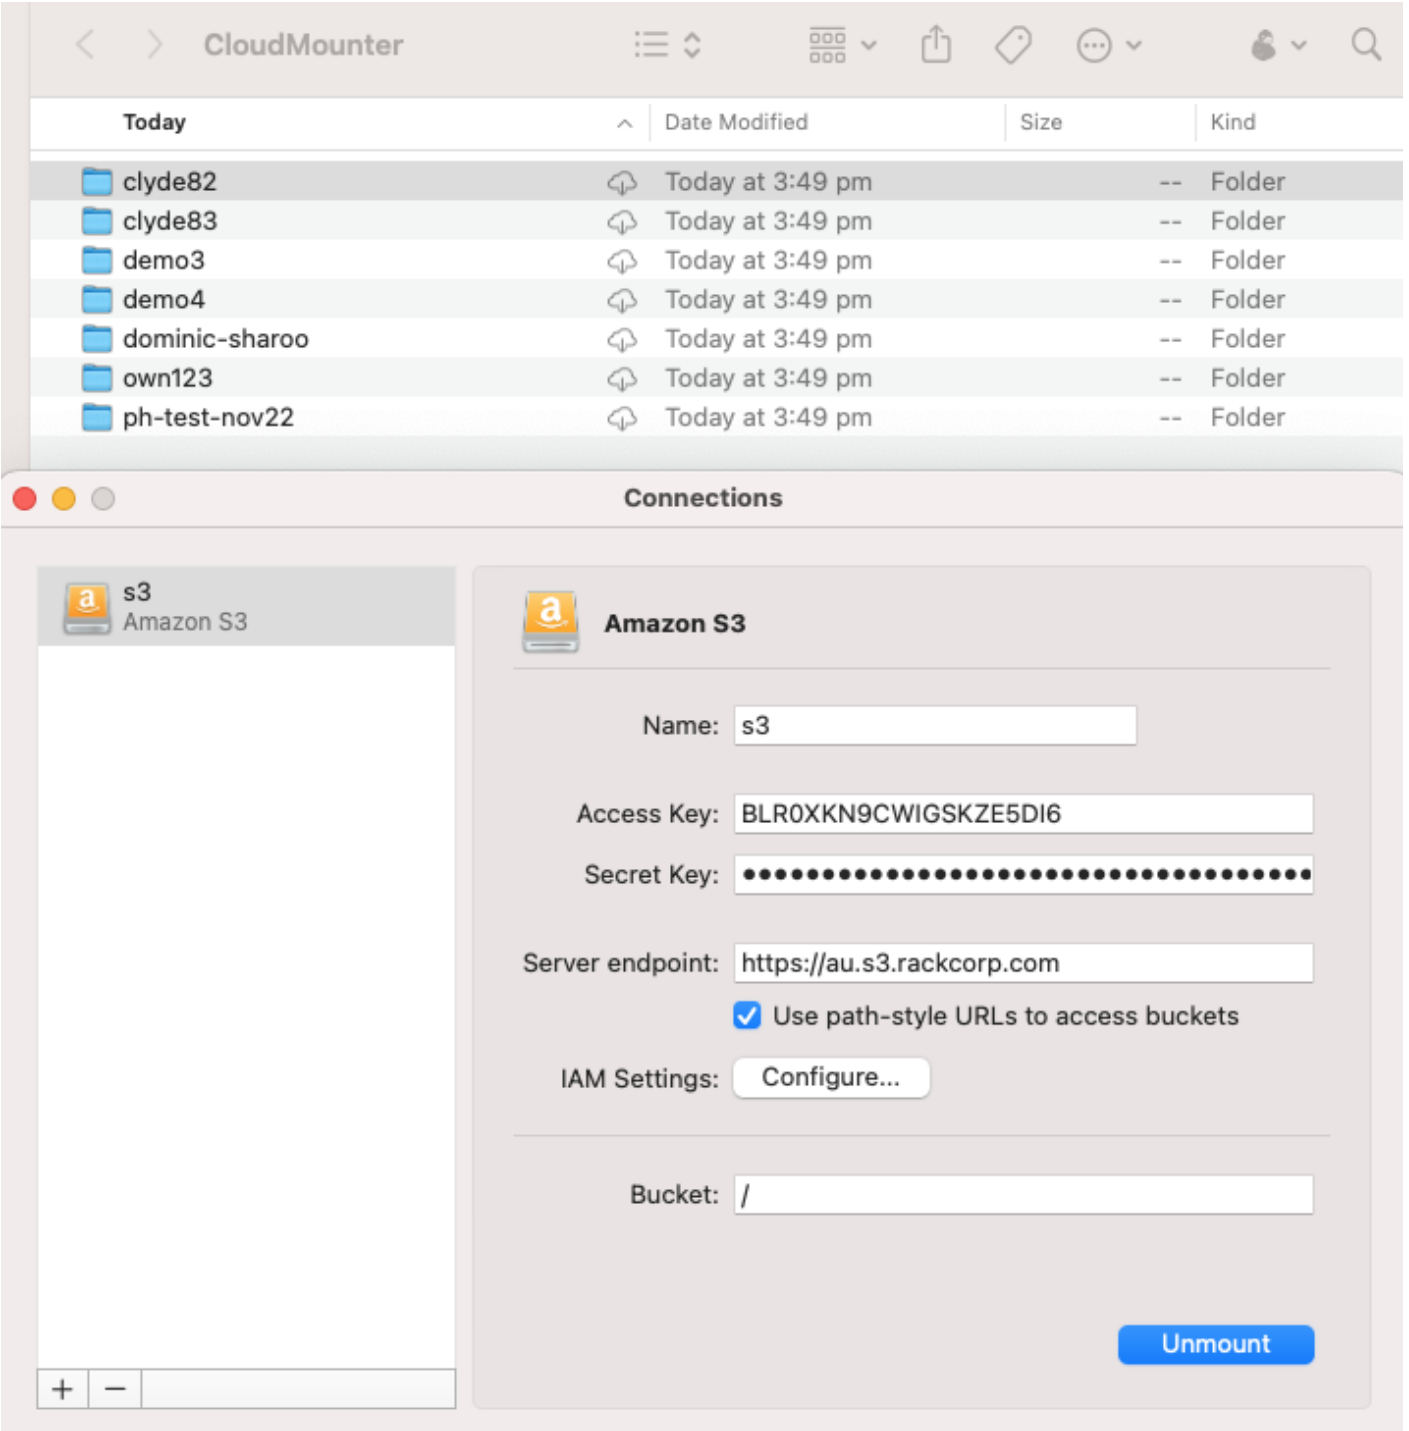 CloudMounter
Today Date Modified Size Kind
clyde82 Today at 3:49 pm -- Folder
clyde83 Today at 3:49 pm -- Folder
demo3 Today at 3:49 pm -- Folder
demo4 Today at 3:49 pm -- Folder
dominic-sharoo Today at 3:49 pm -- Folder
own123 Today at 3:49 pm -- Folder
ph-test-nov22 Today at 3:49 pm -- Folder
Connections
s3
Amazon S3
Amazon S3
Name: s3
Access Key: BLR0XKN9CWIGSKZE5DI6
Secret Key: ••••••••••••••••••••••••••••••••••••
Server endpoint: https://au.s3.rackcorp.com
Use path-style URLs to access buckets
IAM Settings: Configure...
Bucket: /
Unmount